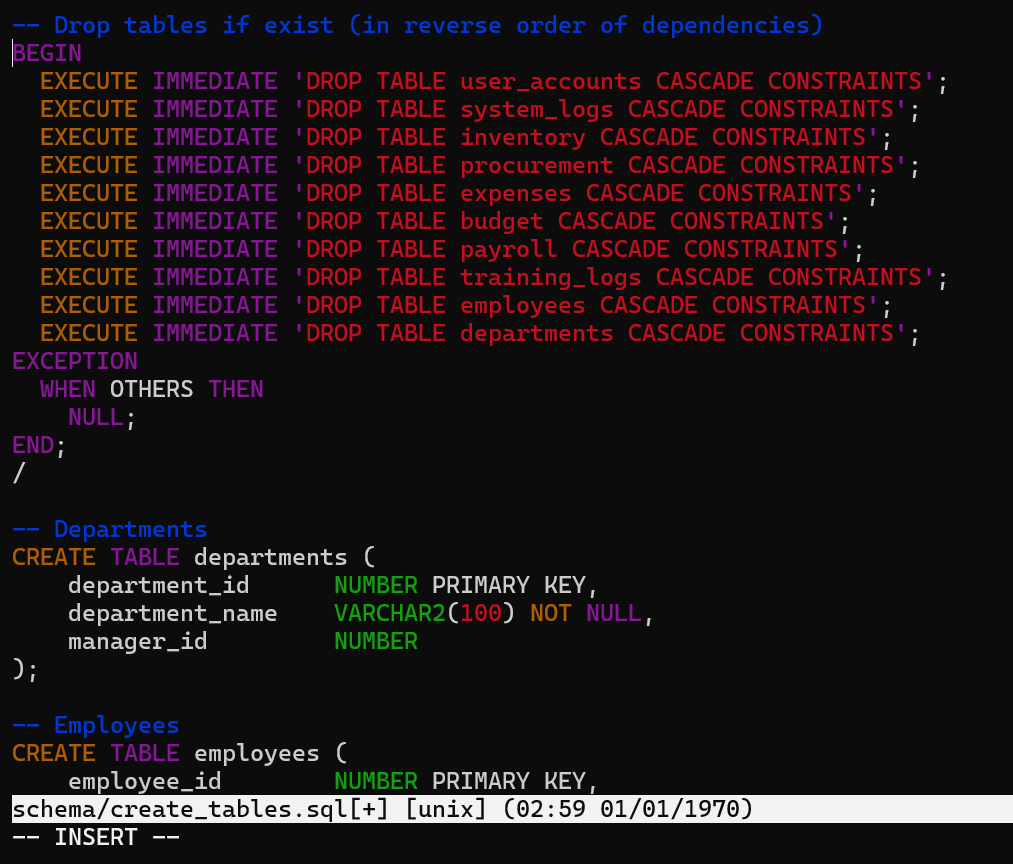 -- Drop tables if exist (in reverse order of dependencies)
BEGIN
  EXECUTE IMMEDIATE 'DROP TABLE user_accounts CASCADE CONSTRAINTS';
  EXECUTE IMMEDIATE 'DROP TABLE system_logs CASCADE CONSTRAINTS';
  EXECUTE IMMEDIATE 'DROP TABLE inventory CASCADE CONSTRAINTS';
  EXECUTE IMMEDIATE 'DROP TABLE procurement CASCADE CONSTRAINTS';
  EXECUTE IMMEDIATE 'DROP TABLE expenses CASCADE CONSTRAINTS';
  EXECUTE IMMEDIATE 'DROP TABLE budget CASCADE CONSTRAINTS';
  EXECUTE IMMEDIATE 'DROP TABLE payroll CASCADE CONSTRAINTS';
  EXECUTE IMMEDIATE 'DROP TABLE training_logs CASCADE CONSTRAINTS';
  EXECUTE IMMEDIATE 'DROP TABLE employees CASCADE CONSTRAINTS';
  EXECUTE IMMEDIATE 'DROP TABLE departments CASCADE CONSTRAINTS';
EXCEPTION
  WHEN OTHERS THEN
    NULL;
END;
/

-- Departments
CREATE TABLE departments (
    department_id      NUMBER PRIMARY KEY,
    department_name    VARCHAR2(100) NOT NULL,
    manager_id         NUMBER
);

-- Employees
CREATE TABLE employees (
    employee_id        NUMBER PRIMARY KEY,
schema/create_tables.sql[+] [unix] (02:59 01/01/1970)
-- INSERT --